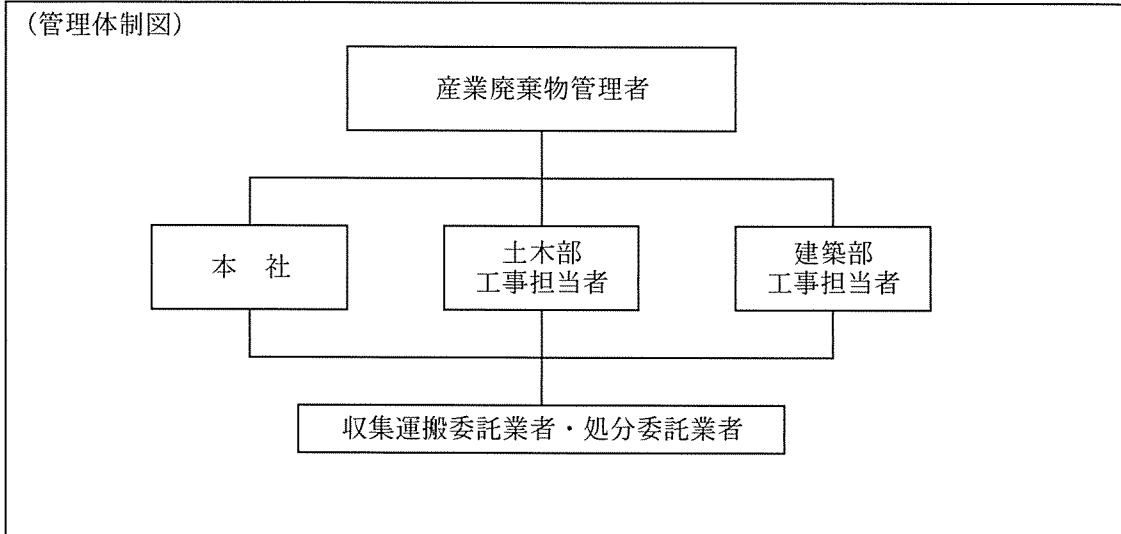 (管理体制図)
産業廃棄物管理者
本　社
土木部
工事担当者
建築部
工事担当者
収集運搬委託業者・処分委託業者